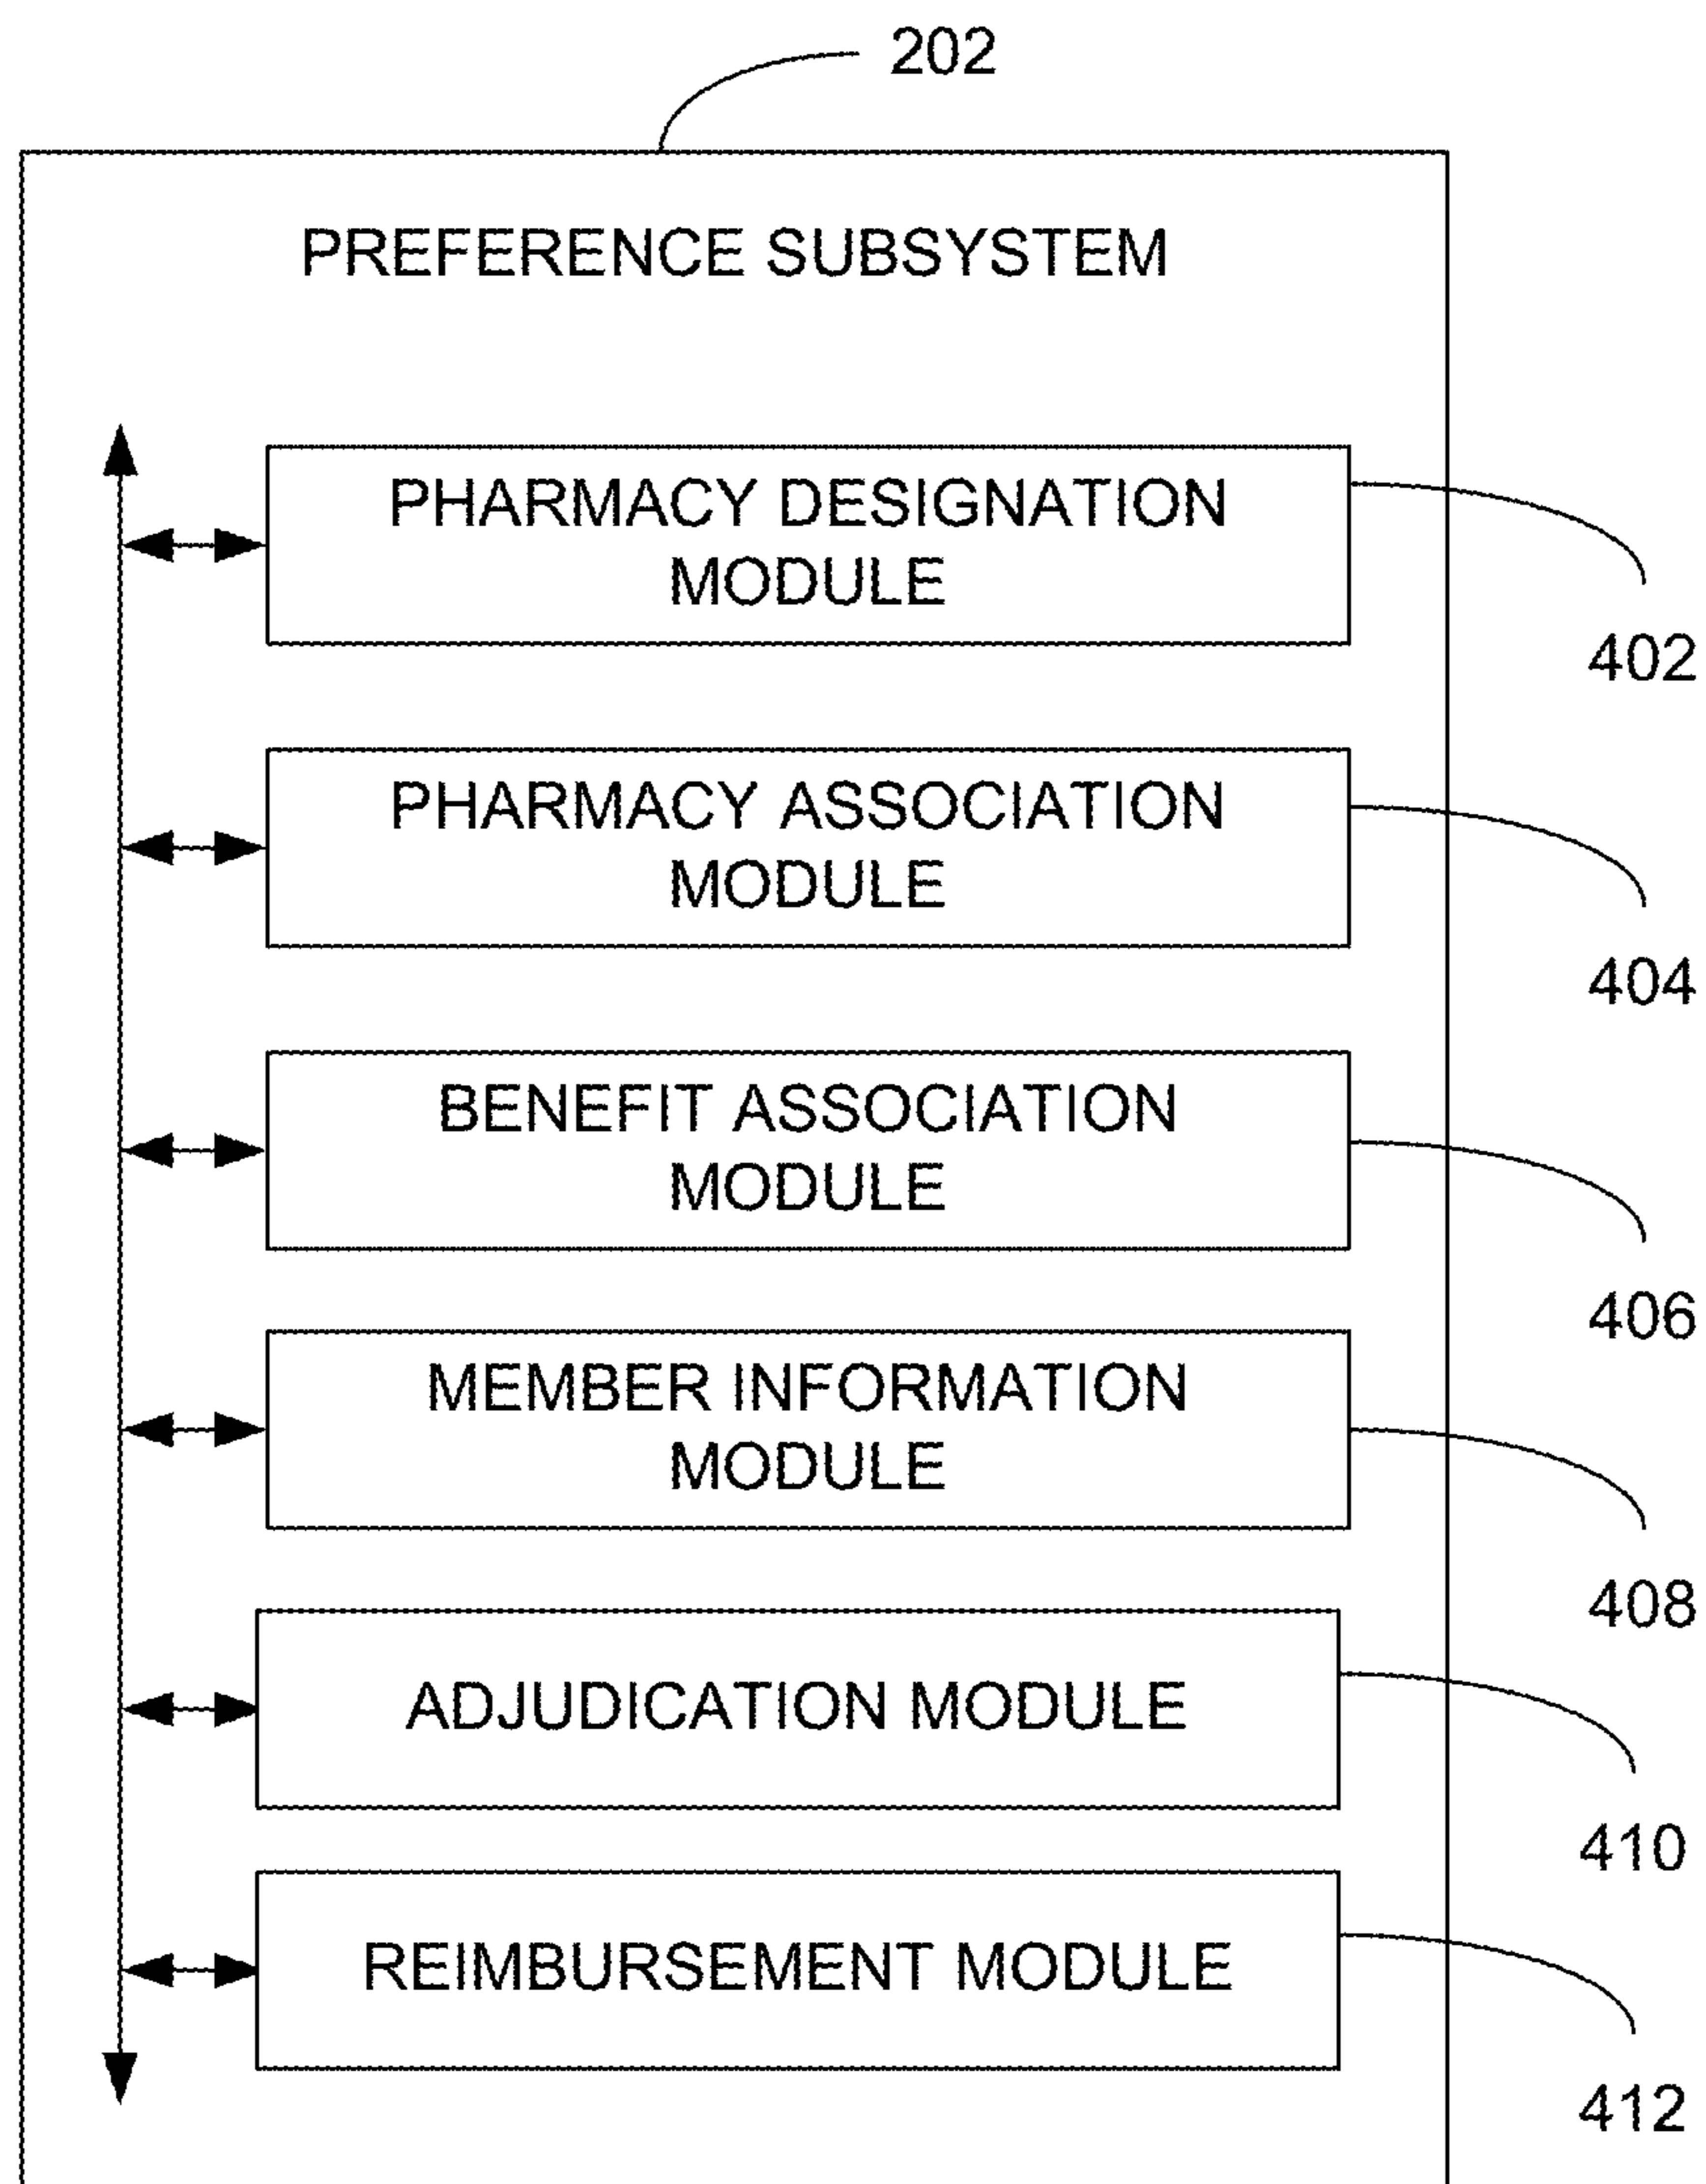 202
PREFERENCE SUBSYSTEM
PHARMACY DESIGNATION
MODULE
402
PHARMACY ASSOCIATION
MODULE
404
BENEFIT ASSOCIATION
MODULE
406
MEMBER INFORMATION
MODULE
408
ADJUDICATION MODULE
410
REIMBURSEMENT MODULE
412